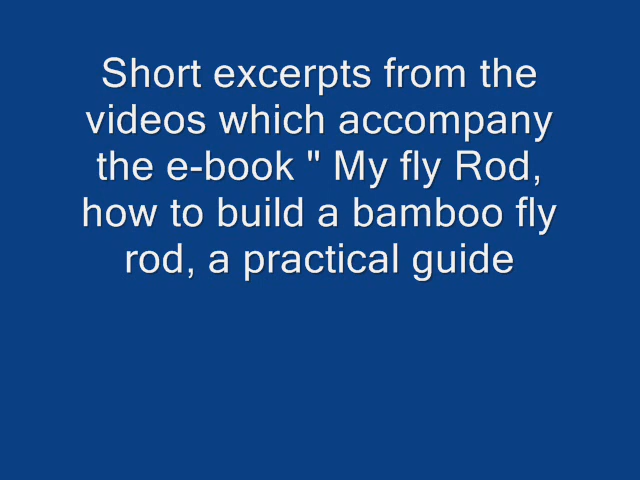 Short excerpts from the
videos which accompany
the e-book " My fly Rod,
how to build a bamboo fly
rod, a practical guide